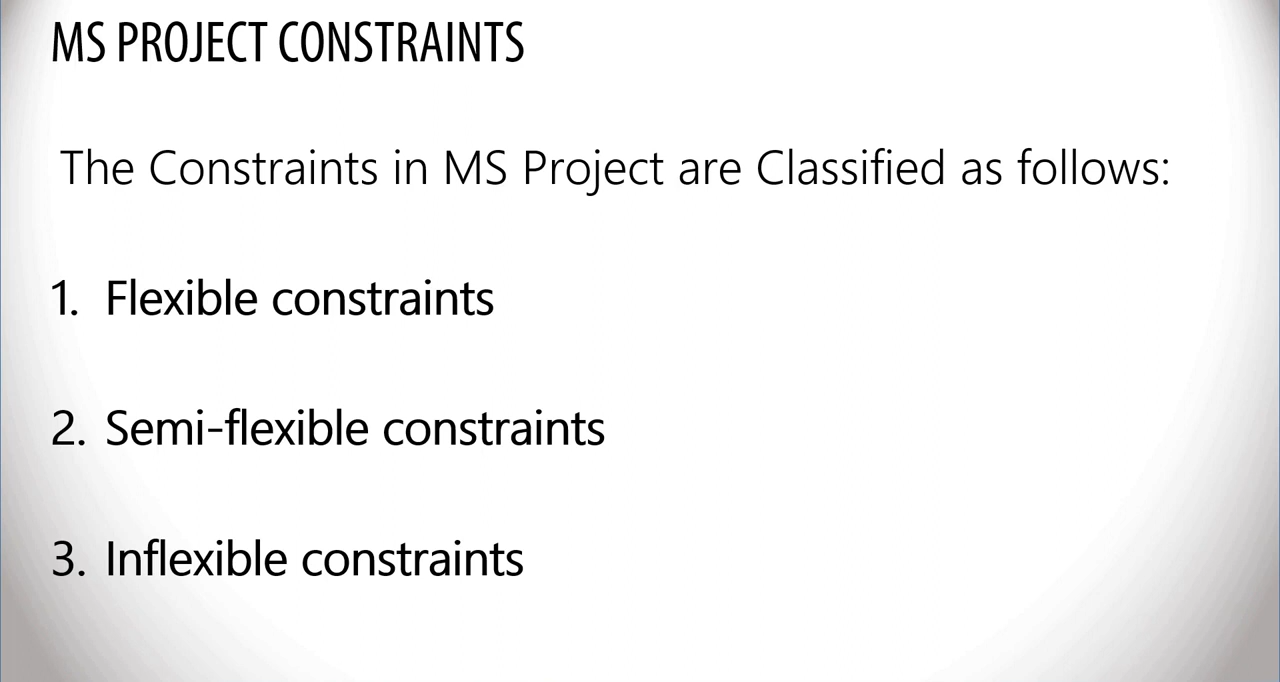 MS PROJECT CONSTRAINTS
The Constraints in MS Project are Classified as follows:
1. Flexible constraints
2. Semi-flexible constraints
3. Inflexible constraints